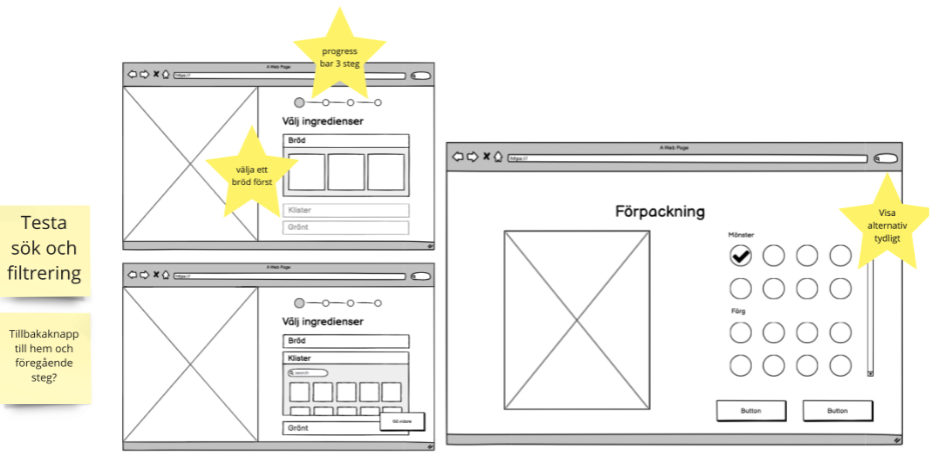 progress
bar 3 steg
A Web Page
https://
Välj ingredienser
Bröd
välja ett
bröd först
Klister
Grönt
Testa
sök och
filtrering
Tillbakaknapp
till hem och
föregående
steg?
A Web Page
https://
Välj ingredienser
Bröd
Klister
search
Gå vidare
Grönt
A Web Page
https://
Förpackning
Visa
alternativ
tydligt
Mönster
Färg
Button
Button